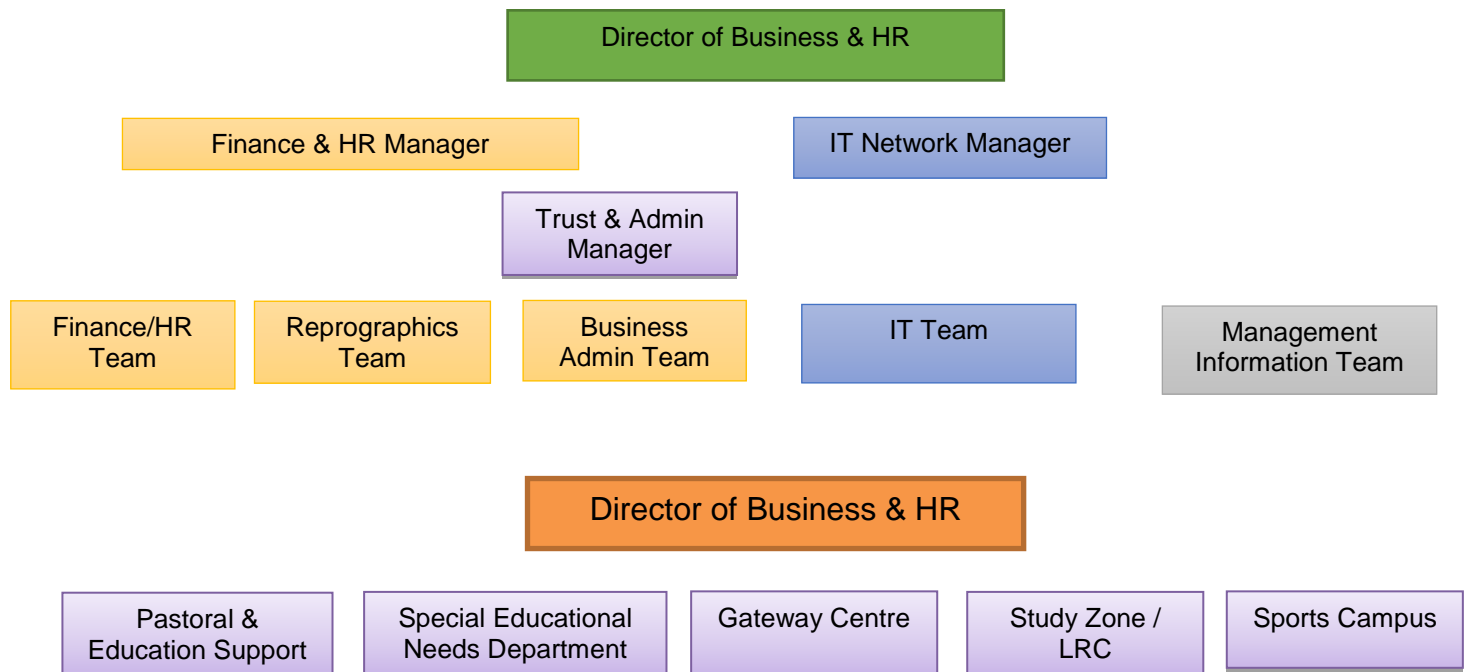 Director of Business & HR
Finance & HR Manager
IT Network Manager
Trust & Admin
Manager
Finance/HR
Team
Reprographics
Team
Business
Admin Team
IT Team
Management
Information Team
Director of Business & HR
Pastoral &
Education Support
Special Educational
Needs Department
Gateway Centre
Study Zone /
LRC
Sports Campus